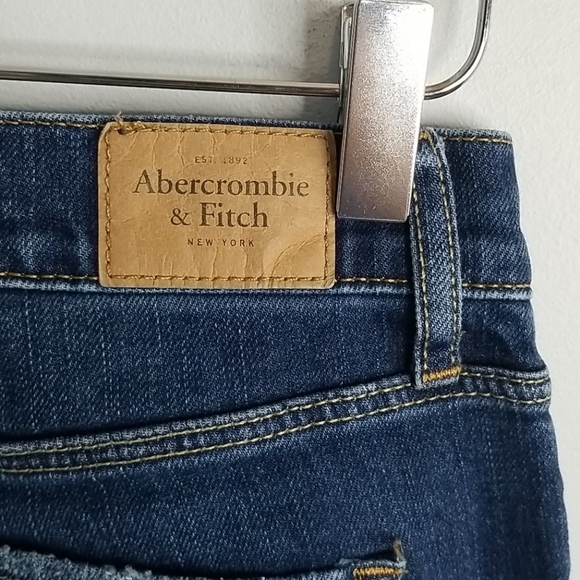 EST. 1892
Abercrombie
& Fitch
NEW YORK